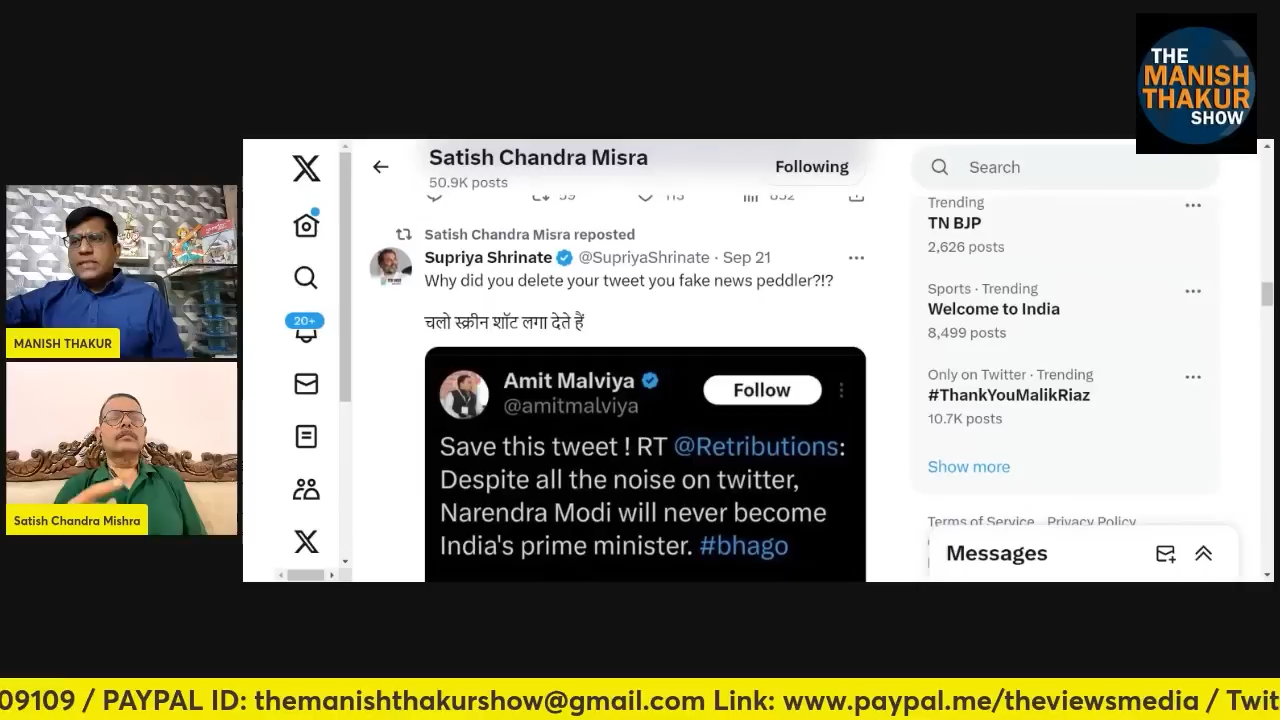 THE
MANISH
THAKUR
SHOW
MANISH THAKUR
Satish Chandra Mishra
20+
Satish Chandra Misra
50.9K posts
Following
59
113
852
Satish Chandra Misra reposted
Supriya Shrinate @SupriyaShrinate · Sep 21
Why did you delete your tweet you fake news peddler?!?
चलो स्क्रीन शॉट लगा देते हैं
Amit Malviya
@amitmalviya
Follow
Save this tweet ! RT @Retributions:
Despite all the noise on twitter,
Narendra Modi will never become
India's prime minister. #bhago
Search
Trending
TN BJP
2,626 posts
Sports · Trending
Welcome to India
8,499 posts
Only on Twitter · Trending
#ThankYouMalikRiaz
10.7K posts
Show more
Terms of Service Privacy Policy
Messages
09109 / PAYPAL ID: themanishthakurshow@gmail.com Link: www.paypal.me/theviewsmedia / Twit